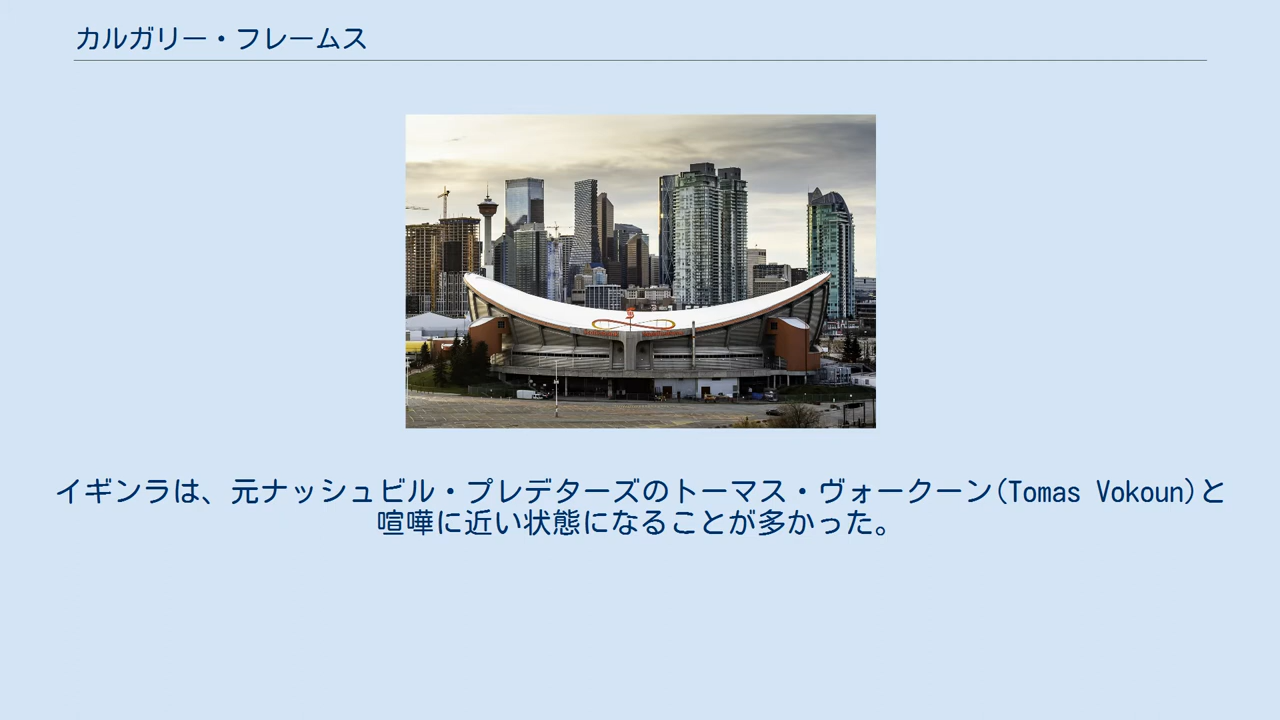 カルガリー・フレームス
イギンラは、元ナッシュビル・プレデターズのトーマス・ヴォークーン(Tomas Vokoun)と
喧嘩に近い状態になることが多かった。